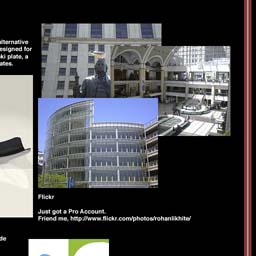 alternative
esigned for
ki plate, a
ates.
Flickr
Just got a Pro Account.
Friend me, http://www.flickr.com/photos/rohanlikhite/
de